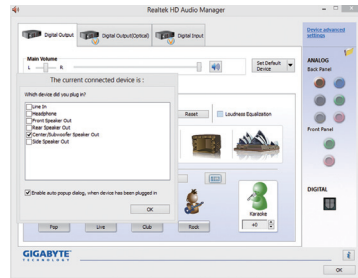 Realtek HD Audio Manager
Digital Output
Digital Output(Optical)
Digital Input
Device advanced settings
Main Volume
L
R
Set Default Device
ANALOG
Back Panel
The current connected device is :
Which device did you plug in?
Line In
Headphone
Front Speaker Out
Rear Speaker Out
Center/Subwoofer Speaker Out
Side Speaker Out
Enable auto popup dialog, when device has been plugged in
OK
Reset
Loudness Equalization
Front Panel
DIGITAL
Karaoke
+0
Pop
Live
Club
Rock
GIGABYTE
TECHNOLOGY
OK